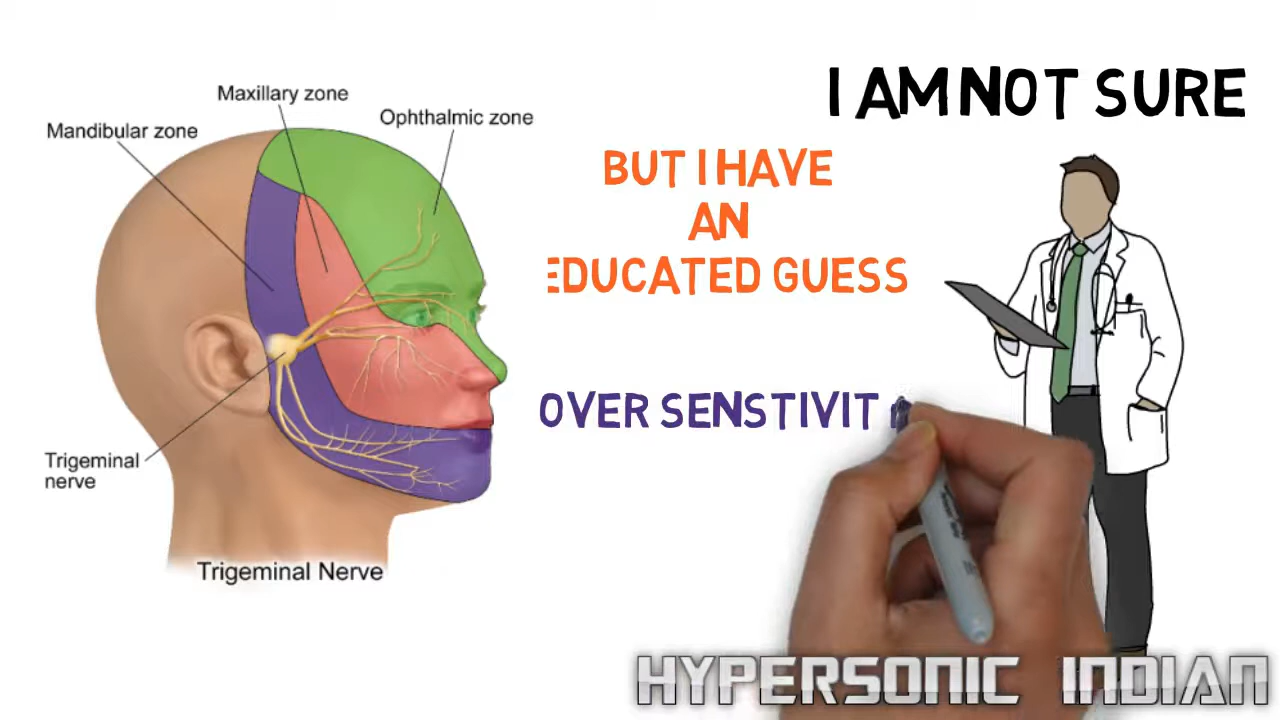 Maxillary zone
Ophthalmic zone
Mandibular zone
Trigeminal
nerve
Trigeminal Nerve
I AM NOT SURE
BUT I HAVE
AN
EDUCATED GUESS
OVER SENSTIVIT
HYPERSONIC INDIAN